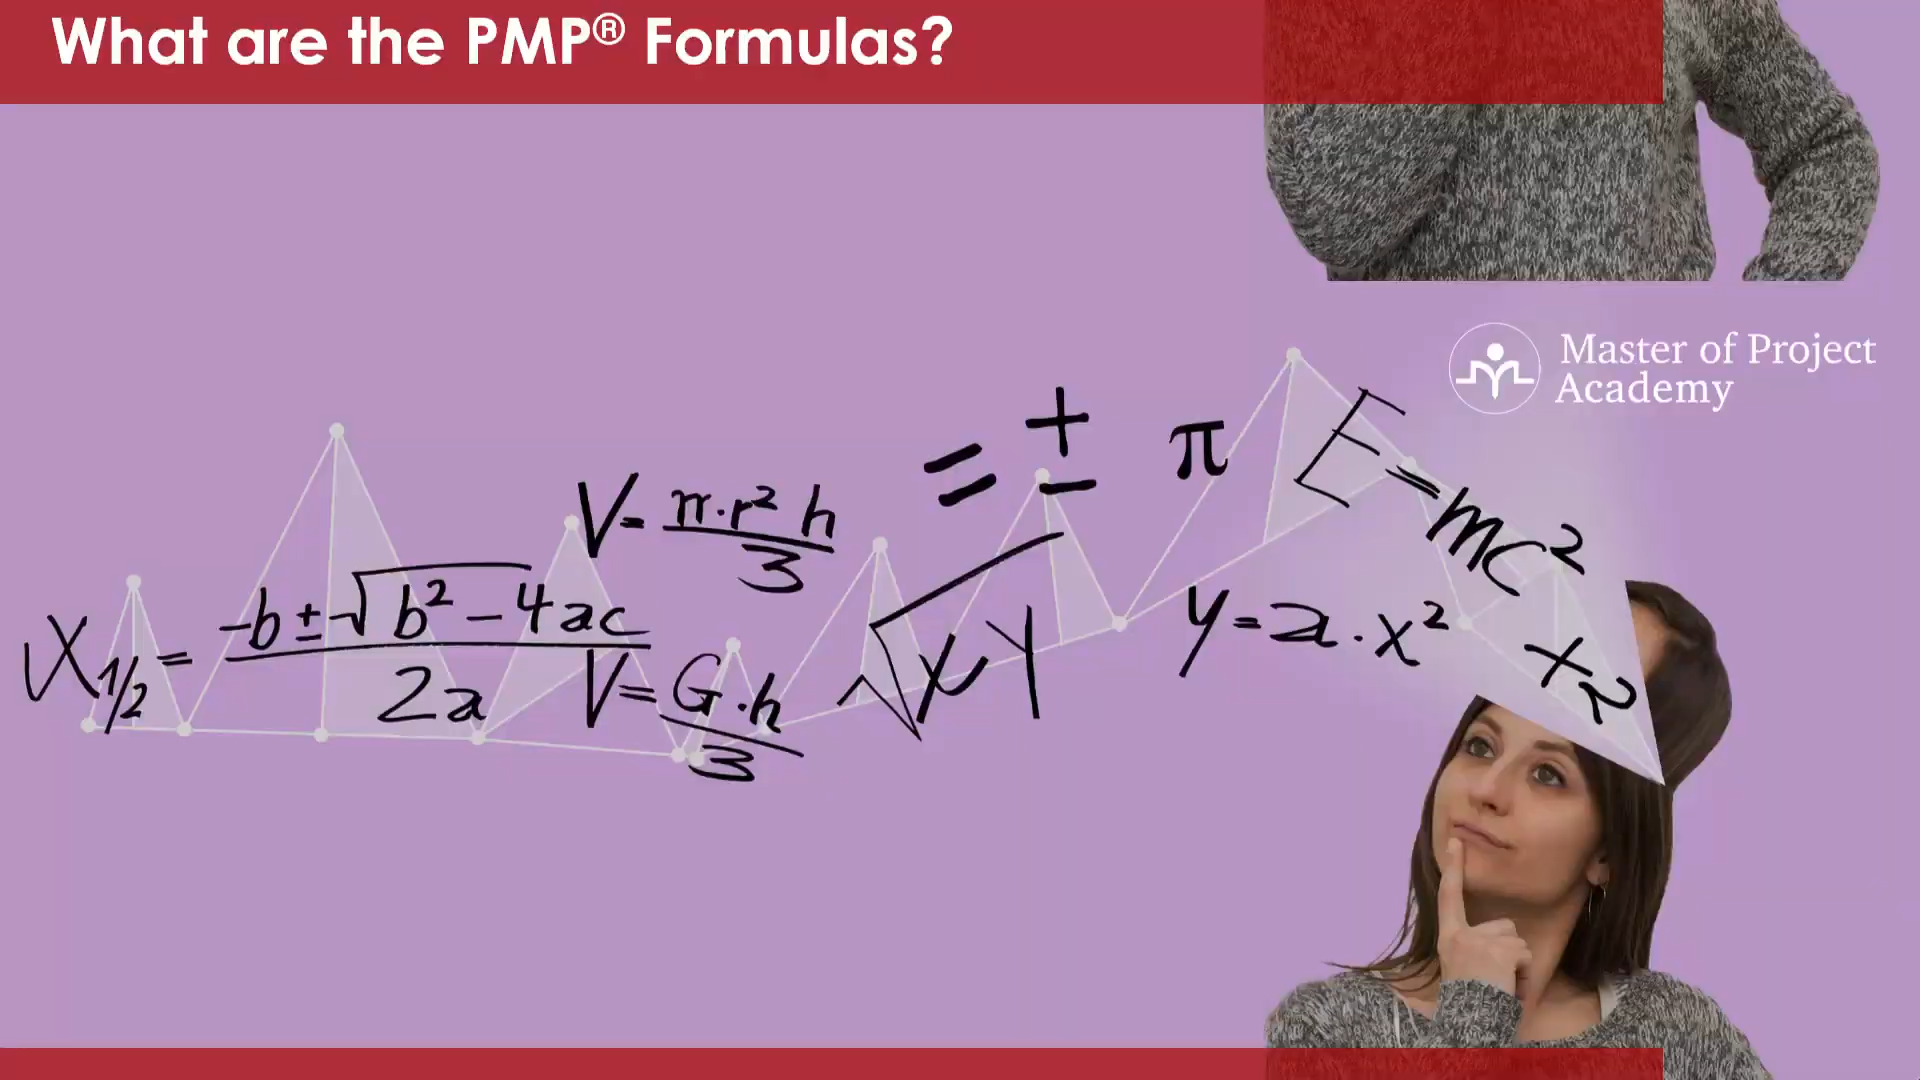 What are the PMP® Formulas?
Master of Project
Academy
= ± π E=mc²
V= π·r² h / 3
X1/2 = -b±√b²-4ac / 2a
V= G·h / 3
√xy
y=a·x² +2